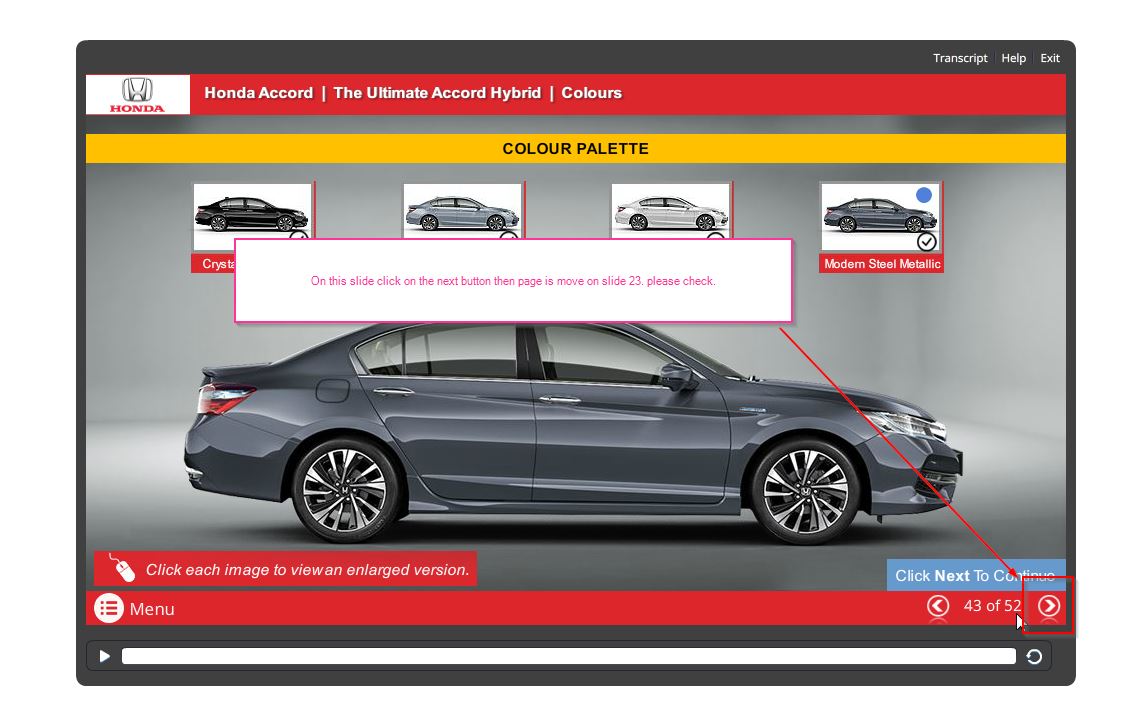 Transcript Help Exit
HONDA
Honda Accord | The Ultimate Accord Hybrid | Colours
COLOUR PALETTE
Modern Steel Metallic
On this slide click on the next button then page is move on slide 23. please check.
Click each image to viewan enlarged version.
Click Next To Continue
Menu
43 of 52